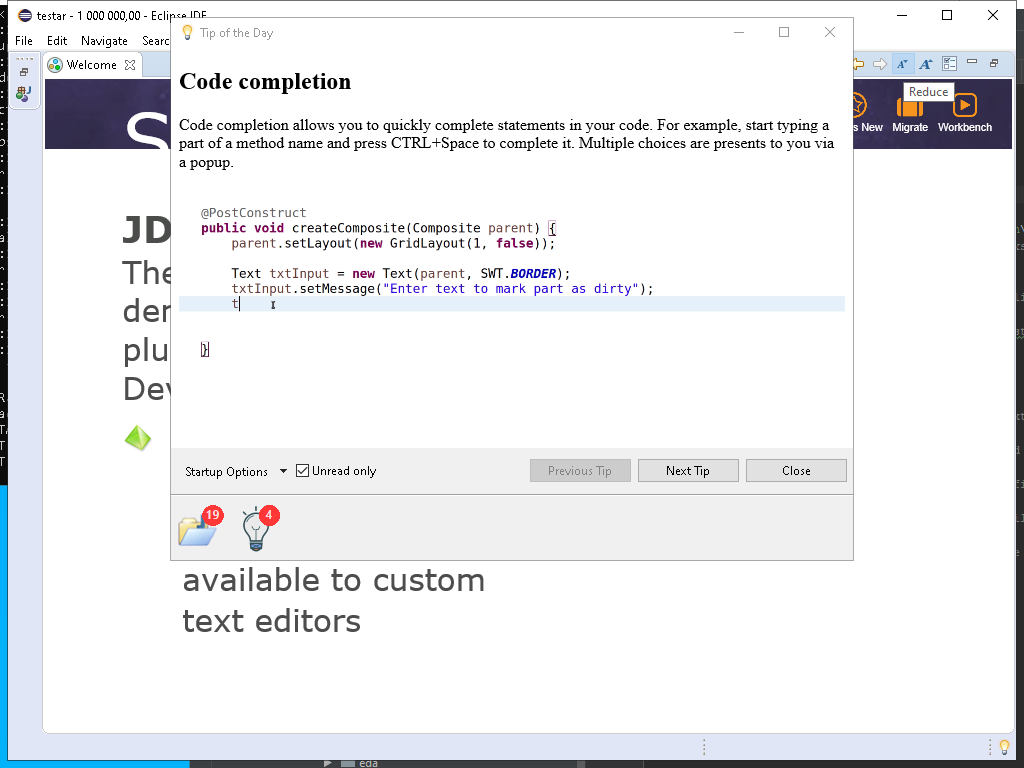 testar - 1 000 000,00 - Eclipse IDE
Tip of the Day
File Edit Navigate
Welcome
Reduce
s New Migrate Workbench
Code completion
Code completion allows you to quickly complete statements in your code. For example, start typing a
part of a method name and press CTRL+Space to complete it. Multiple choices are presents to you via
a popup.
@PostConstruct
public void createComposite(Composite parent) {
parent.setLayout(new GridLayout(1, false));
Text txtInput = new Text(parent, SWT.BORDER);
txtInput.setMessage("Enter text to mark part as dirty");
t
}
JD
The
plu
Dev
Startup Options Unread only Previous Tip Next Tip Close
19 4
available to custom
text editors
eda